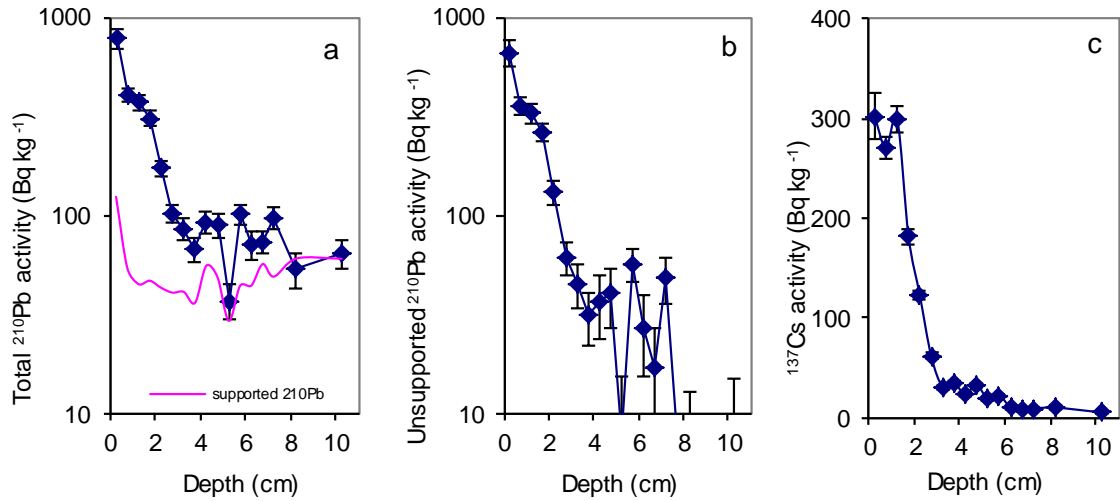 a
1000
100
10
0 2 4 6 8 10
Total ²¹⁰Pb activity (Bq kg⁻¹)
supported 210Pb
Depth (cm)
b
1000
100
10
0 2 4 6 8 10
Unsupported ²¹⁰Pb activity (Bq kg⁻¹)
Depth (cm)
c
400
300
200
100
0
0 2 4 6 8 10
¹³⁷Cs activity (Bq kg⁻¹)
Depth (cm)